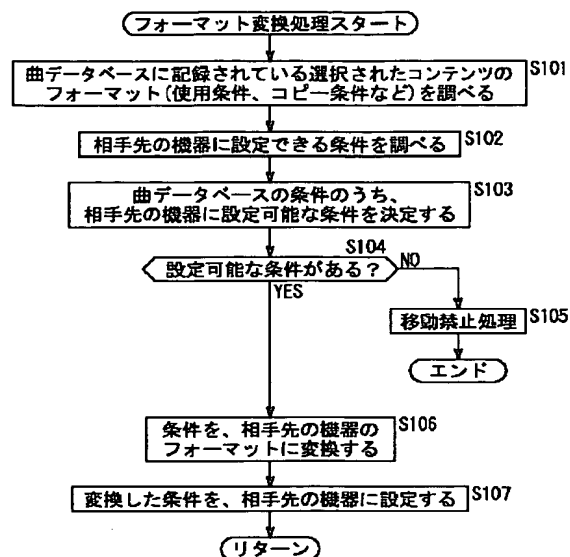 フォーマット変換処理スタート
S101
曲データベースに記録されている選択されたコンテンツの
フォーマット(使用条件、コピー条件など)を調べる
相手先の機器に設定できる条件を調べる
S102
曲データベースの条件のうち、
相手先の機器に設定可能な条件を決定する
S103
S104
設定可能な条件がある?
NO
YES
移動禁止処理
S105
エンド
条件を、相手先の機器の
フォーマットに変換する
S106
変換した条件を、相手先の機器に設定する
S107
リターン